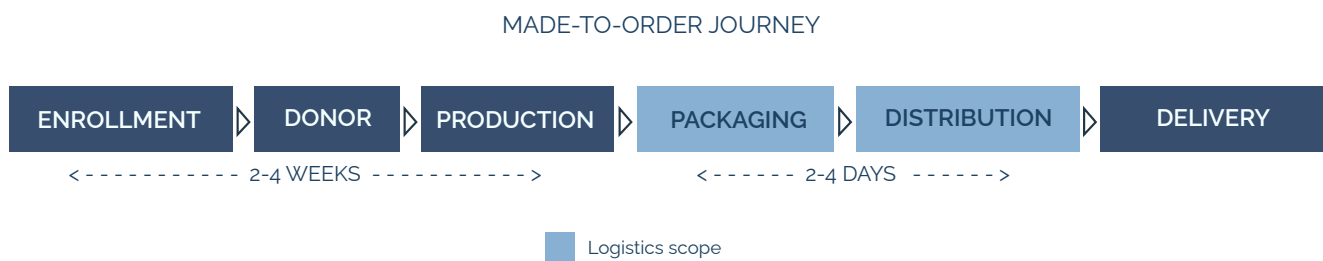 MADE-TO-ORDER JOURNEY
ENROLLMENT DONOR PRODUCTION PACKAGING DISTRIBUTION DELIVERY
<- - - - - - - - - - - 2-4 WEEKS - - - - - - - - - - -> <- - - - - - 2-4 DAYS - - - - - ->
Logistics scope